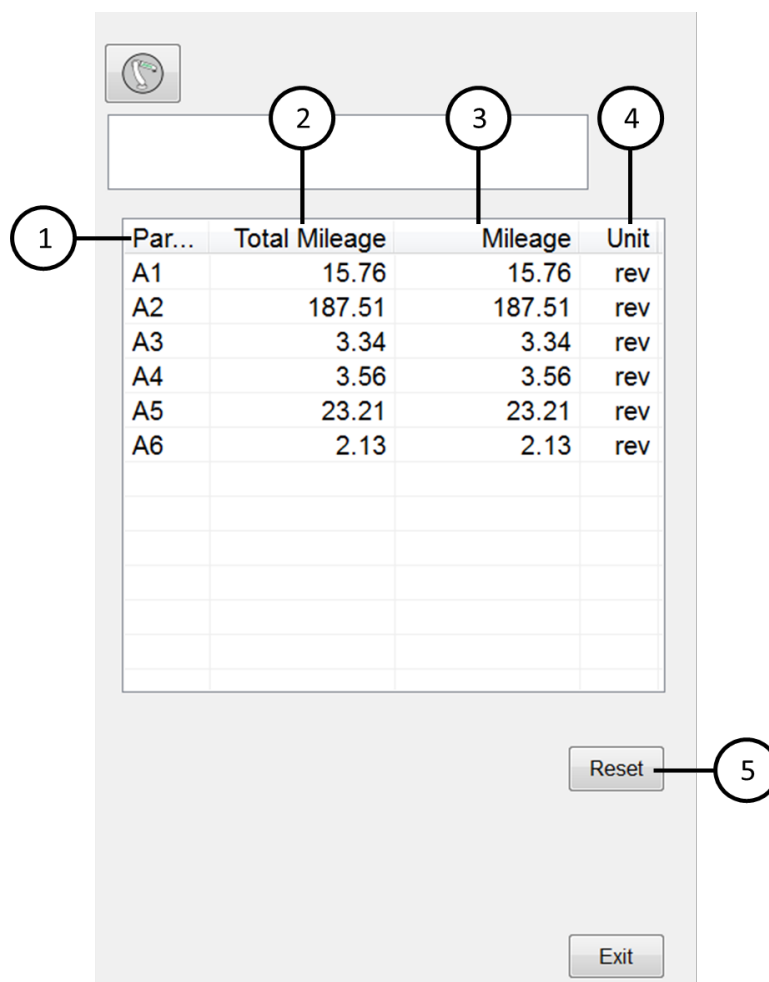 2 3 4
1 Par... Total Mileage Mileage Unit
A1 15.76 15.76 rev
A2 187.51 187.51 rev
A3 3.34 3.34 rev
A4 3.56 3.56 rev
A5 23.21 23.21 rev
A6 2.13 2.13 rev
Reset 5
Exit